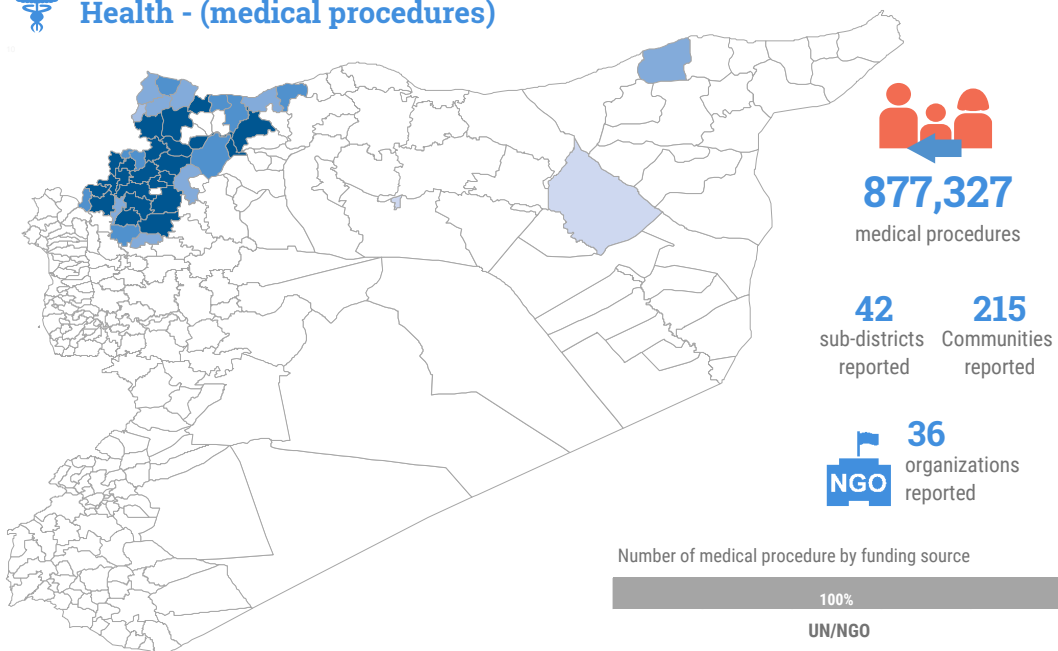 Health - (medical procedures)
877,327
medical procedures
42
sub-districts
reported
215
Communities
reported
36
organizations
reported
NGO
Number of medical procedure by funding source
100%
UN/NGO